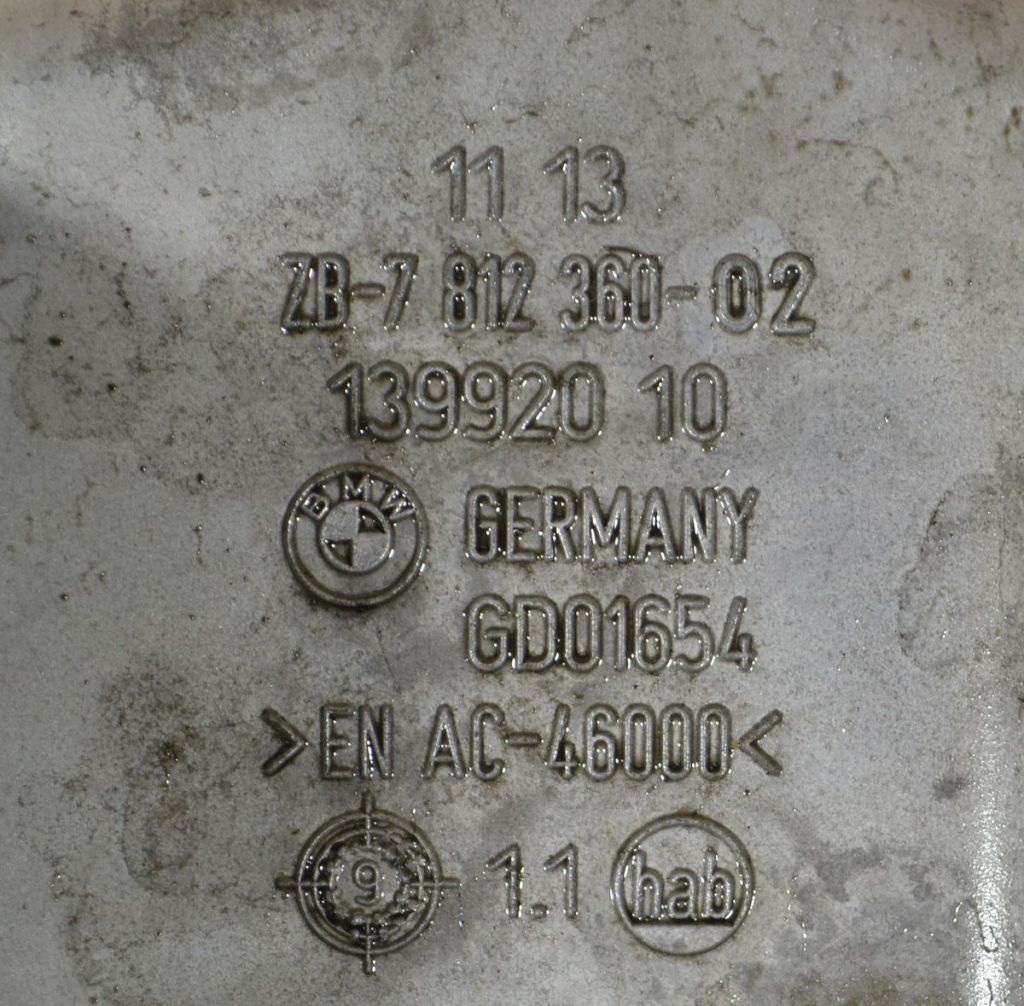 11 13
ZB-7 812 360-02
139920 10
BMW GERMANY
GD01654
>EN AC-46000<
9 1.1 hab